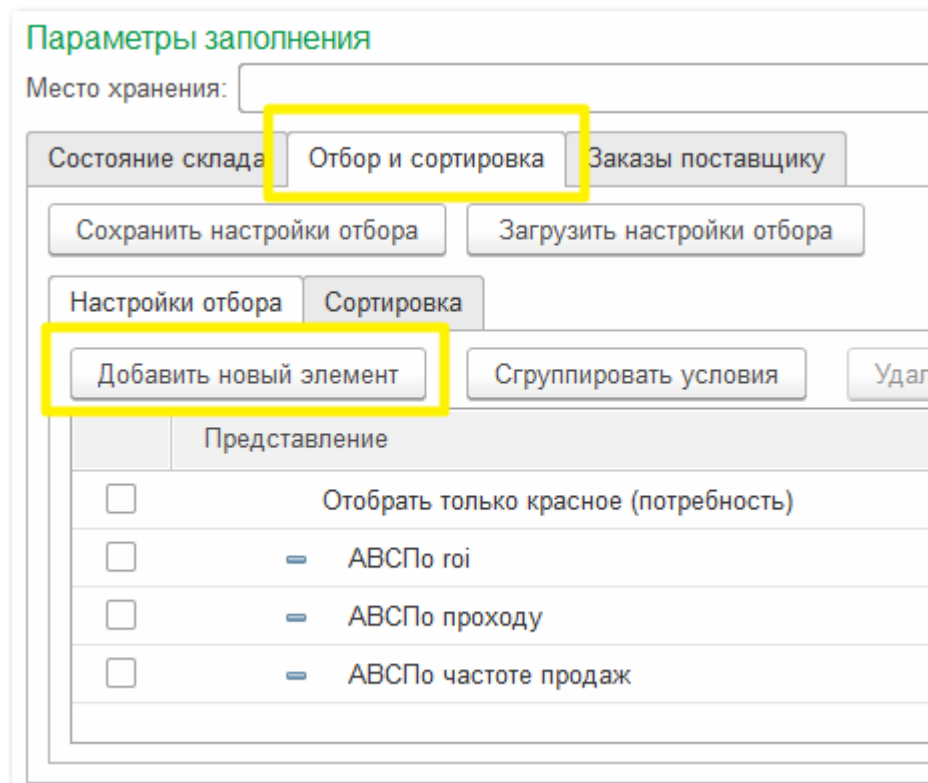 Параметры заполнения
Место хранения:
Состояние склада Отбор и сортировка Заказы поставщику
Сохранить настройки отбора Загрузить настройки отбора
Настройки отбора Сортировка
Добавить новый элемент Сгруппировать условия
Представление
Отобрать только красное (потребность)
АВСПо roi
АВСПо проходу
АВСПо частоте продаж